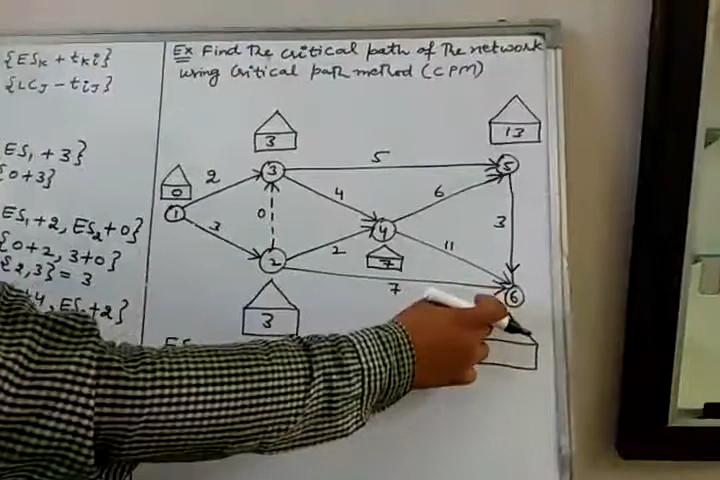 {ESk + tki}
{LCJ - tiJ}
ES1 + 3}
{0+3}
ES1+2, ES2+0}
{0+2, 3+0}
{2,3} = 3
+4, ES2+2}
ES
Ex Find the critical path of the network
using Critical path method (CPM)
3
13
0
2
3
5
5
1
3
0
4
4
6
3
2
2
7
11
7
6
3